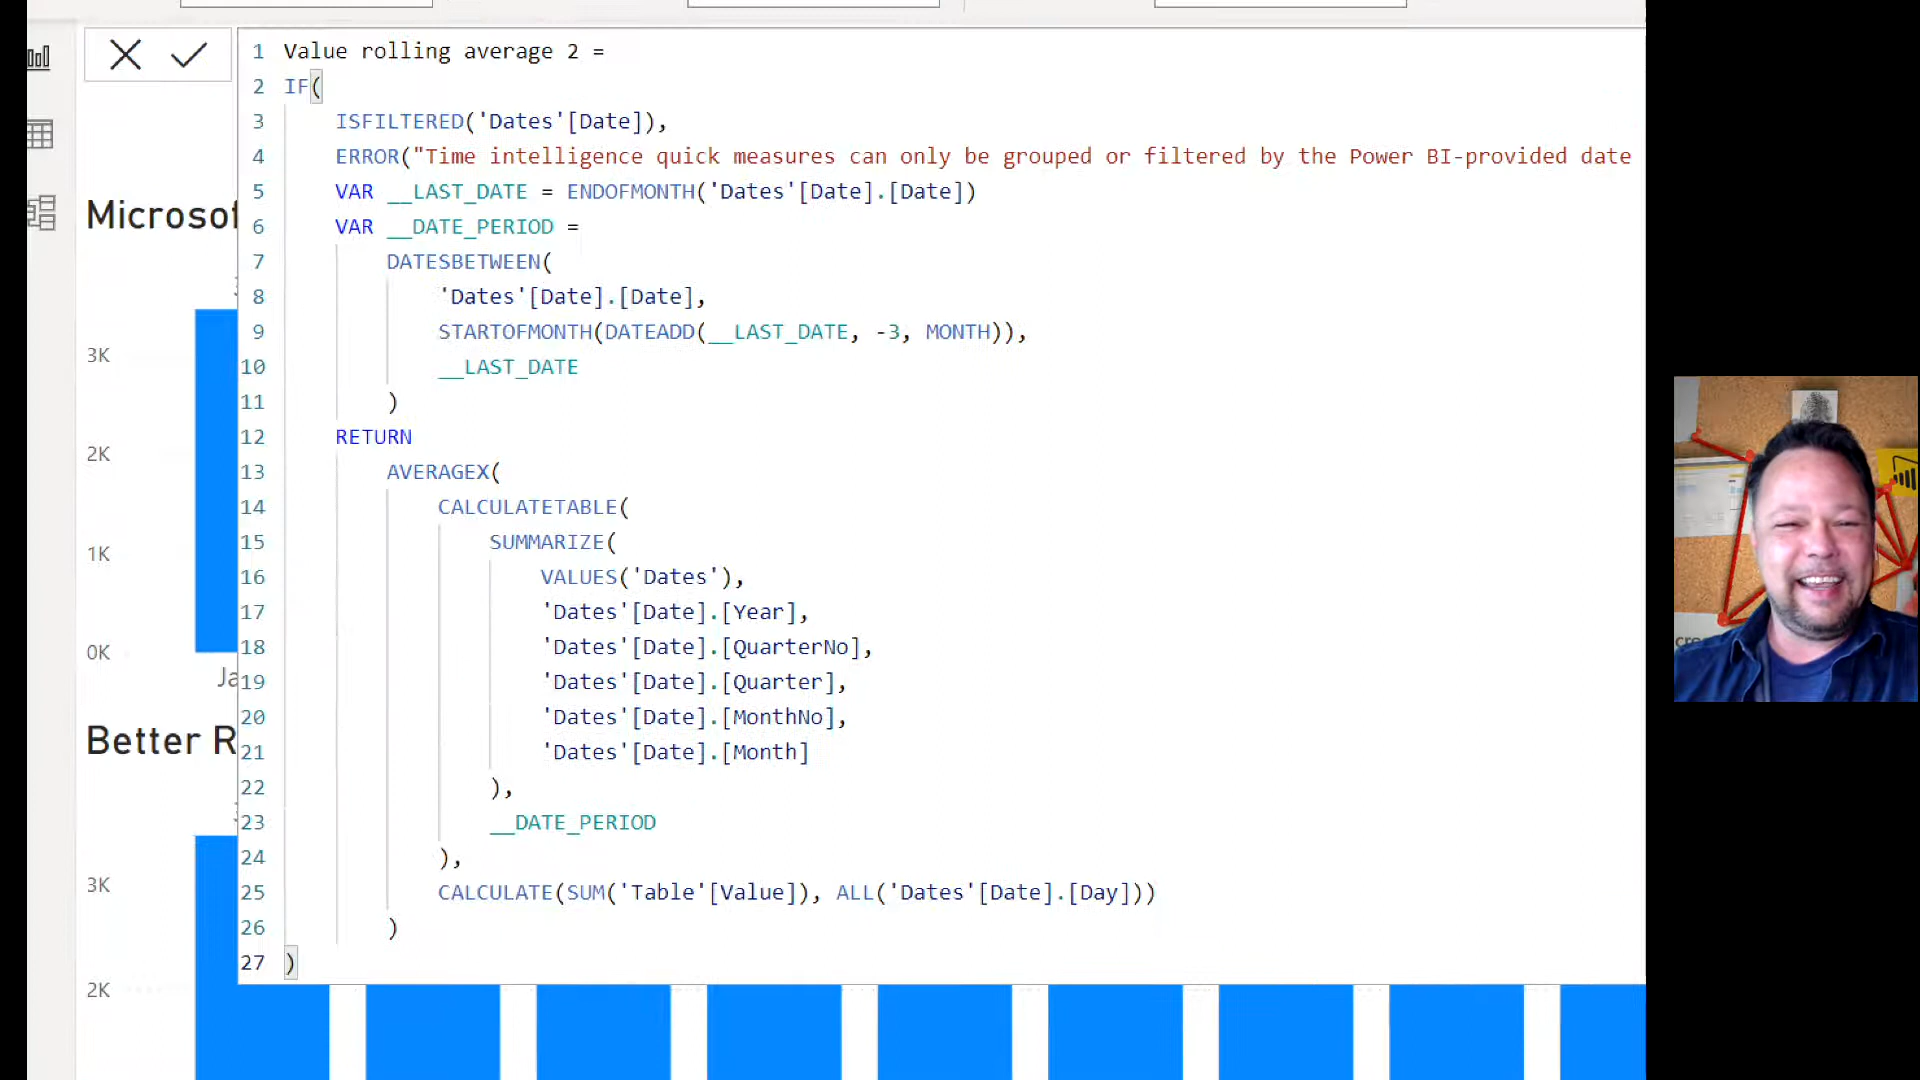 1 Value rolling average 2 =
2 IF(
3 ISFILTERED('Dates'[Date]),
4 ERROR("Time intelligence quick measures can only be grouped or filtered by the Power BI-provided date
5 VAR __LAST_DATE = ENDOFMONTH('Dates'[Date].[Date])
6 VAR __DATE_PERIOD =
7 DATESBETWEEN(
8 'Dates'[Date].[Date],
9 STARTOFMONTH(DATEADD(__LAST_DATE, -3, MONTH)),
10 __LAST_DATE
11 )
12 RETURN
13 AVERAGEX(
14 CALCULATETABLE(
15 SUMMARIZE(
16 VALUES('Dates'),
17 'Dates'[Date].[Year],
18 'Dates'[Date].[QuarterNo],
19 'Dates'[Date].[Quarter],
20 'Dates'[Date].[MonthNo],
21 'Dates'[Date].[Month]
22 ),
23 __DATE_PERIOD
24 ),
25 CALCULATE(SUM('Table'[Value]), ALL('Dates'[Date].[Day]))
26 )
27 )
Microsof
3K
2K
1K
0K
Ja
Better R
3K
2K